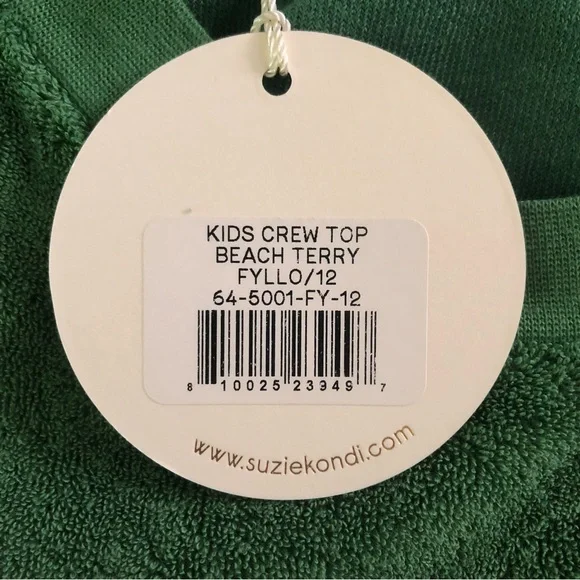 KIDS CREW TOP
BEACH TERRY
FYLLO/12
64-5001-FY-12
8 10025 23949 7
www.suziekondi.com